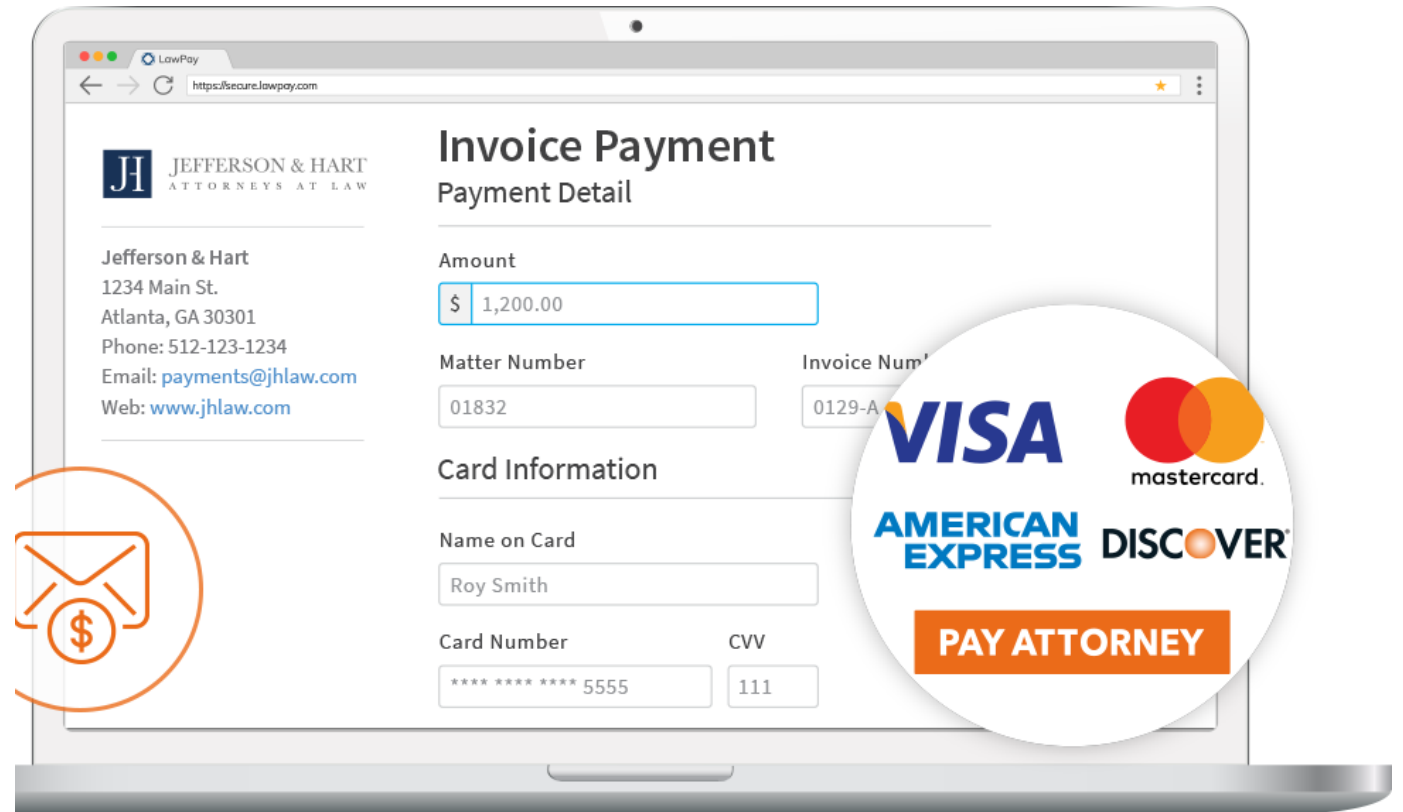 LawPay
https://secure.lawpay.com
JH
JEFFERSON & HART
ATTORNEYS AT LAW
Jefferson & Hart
1234 Main St.
Atlanta, GA 30301
Phone: 512-123-1234
Email: payments@jhlaw.com
Web: www.jhlaw.com
Invoice Payment
Payment Detail
Amount
$ 1,200.00
Matter Number
Invoice
01832
0129-A
Card Information
Name on Card
Roy Smith
Card Number
CVV
**** **** **** 5555
111
VISA
mastercard.
AMERICAN
EXPRESS
DISCOVER
PAY ATTORNEY
$